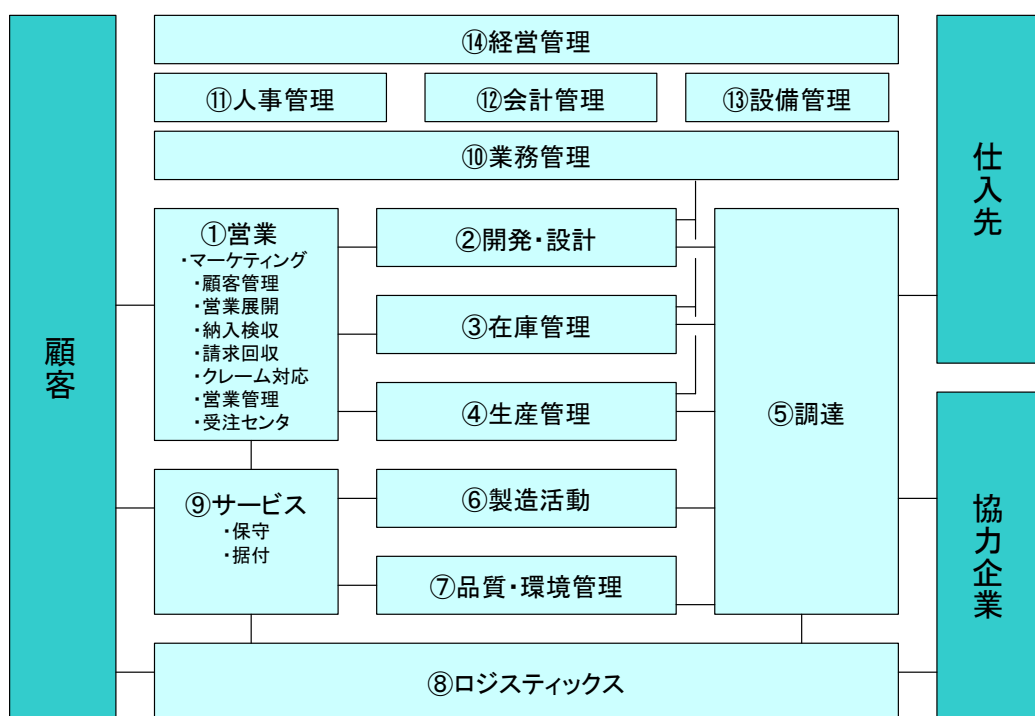 ⑭経営管理
⑪人事管理
⑫会計管理
⑬設備管理
⑩業務管理
顧客
仕入先
①営業
・マーケティング
・顧客管理
・営業展開
・納入検収
・請求回収
・クレーム対応
・営業管理
・受注センタ
②開発・設計
③在庫管理
④生産管理
⑤調達
⑨サービス
・保守
・据付
⑥製造活動
⑦品質・環境管理
協力企業
⑧ロジスティックス